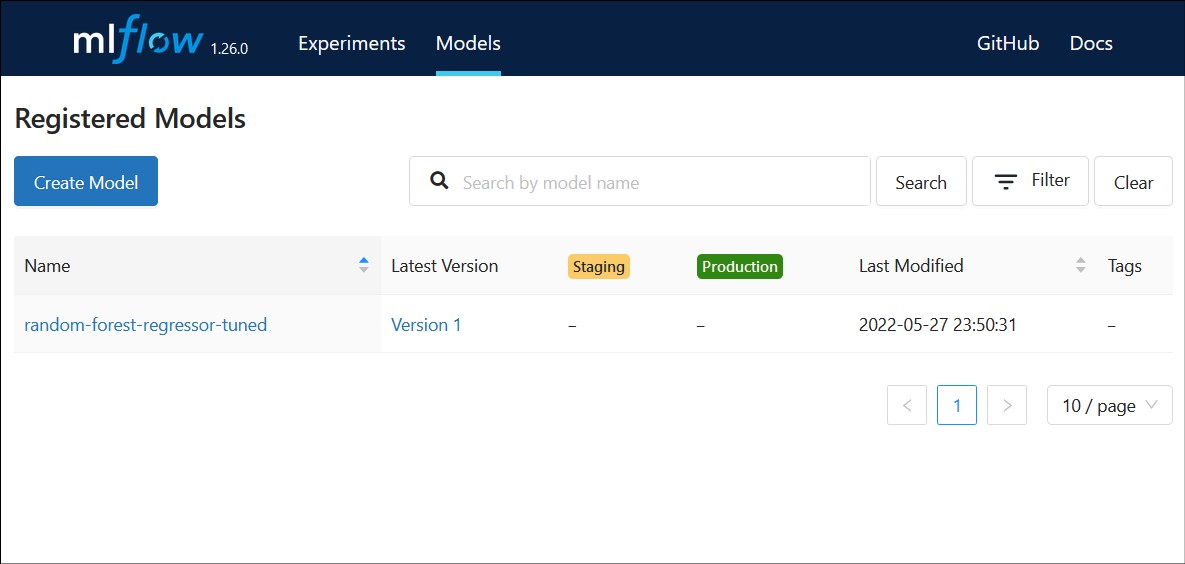 mlflow 1.26.0 Experiments Models GitHub Docs
Registered Models
Create Model Search by model name Search Filter Clear
Name Latest Version Staging Production Last Modified Tags
random-forest-regressor-tuned Version 1 – – 2022-05-27 23:50:31 –
< 1 > 10 / page